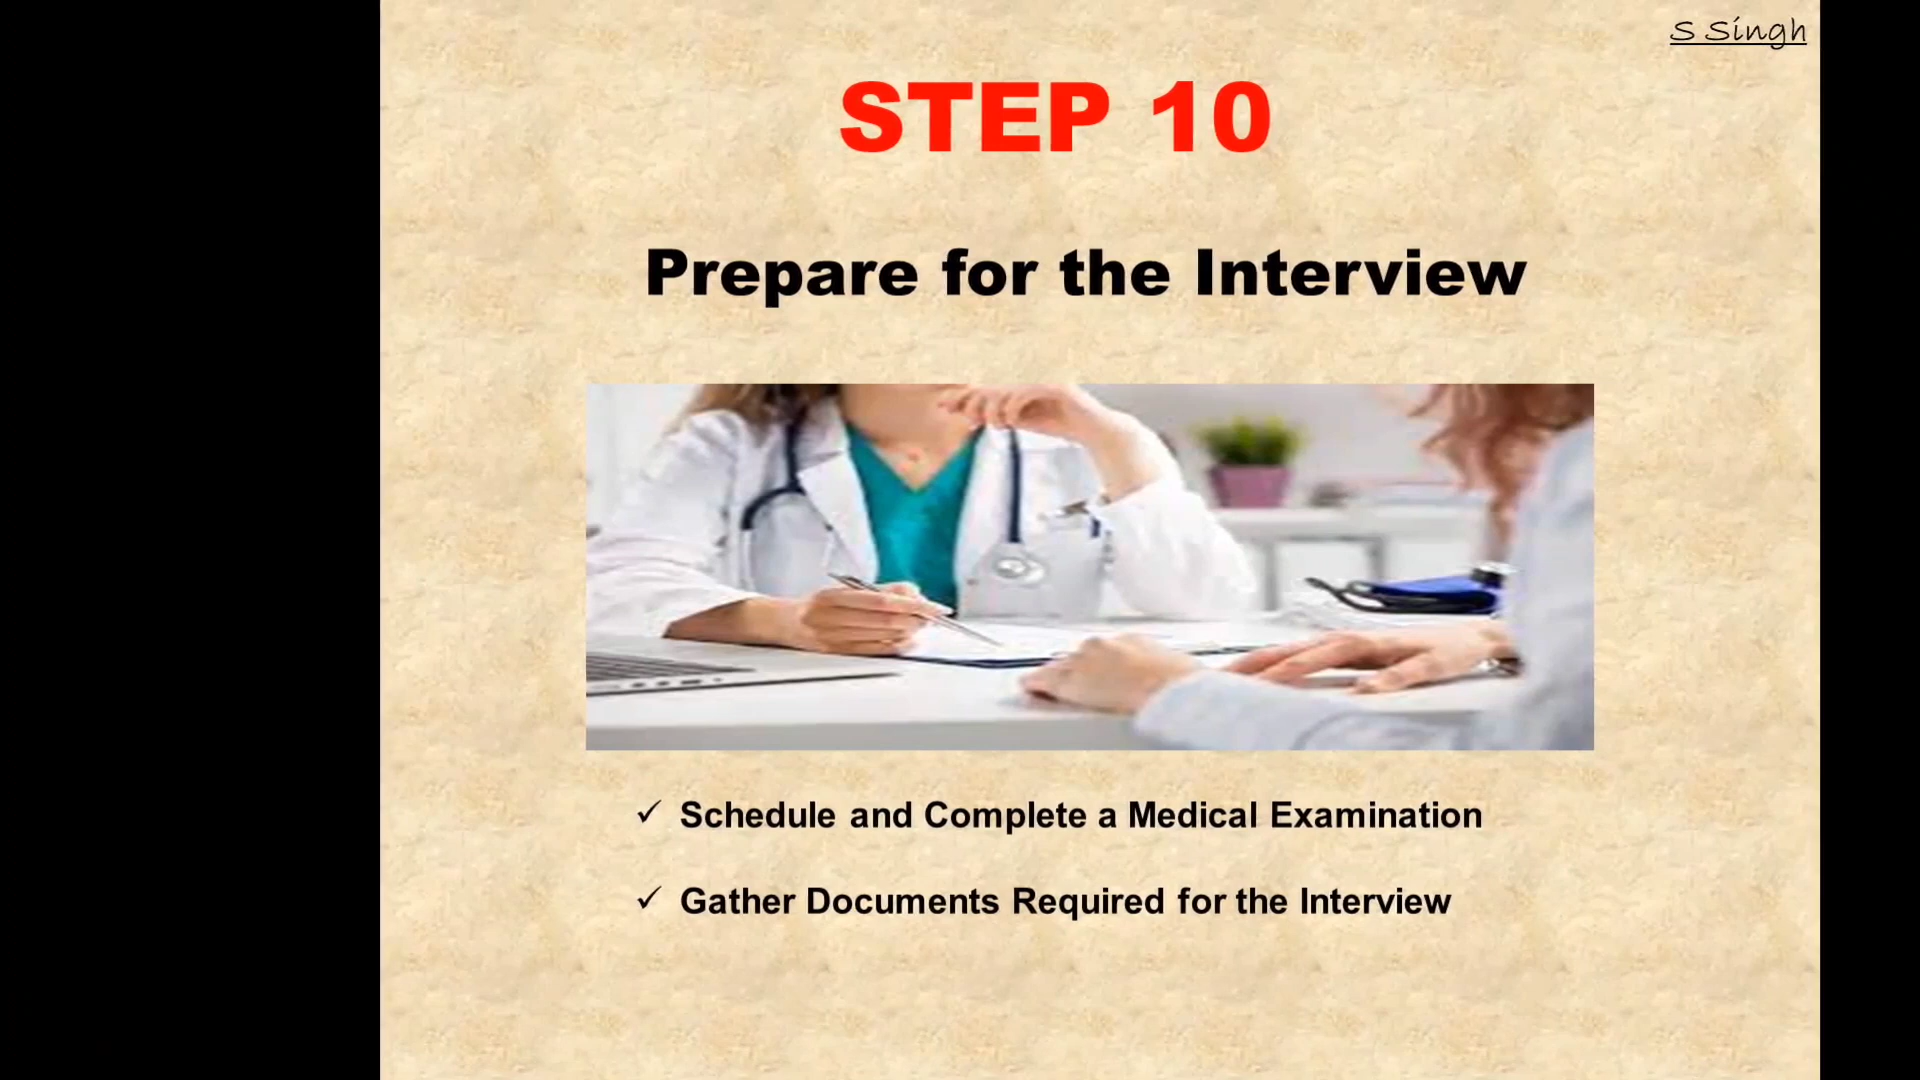 S Singh
STEP 10
Prepare for the Interview
✓ Schedule and Complete a Medical Examination
✓ Gather Documents Required for the Interview